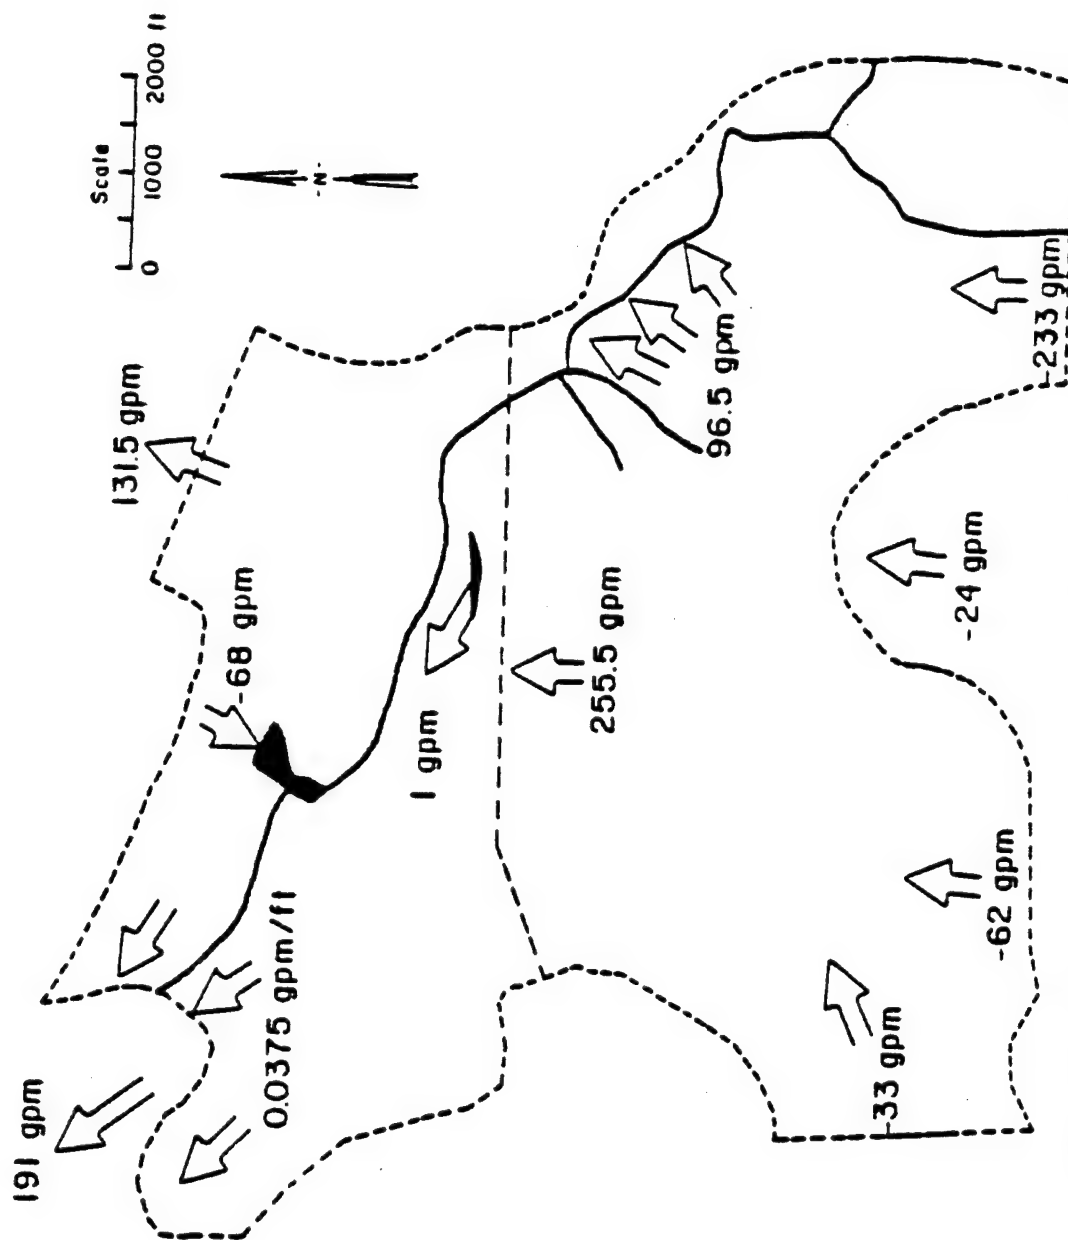 191 gpm
131.5 gpm
Scale
0 1000 2000 ft
-N-
-68 gpm
0.0375 gpm/ft
1 gpm
255.5 gpm
96.5 gpm
-33 gpm
-24 gpm
-62 gpm
-233 gpm